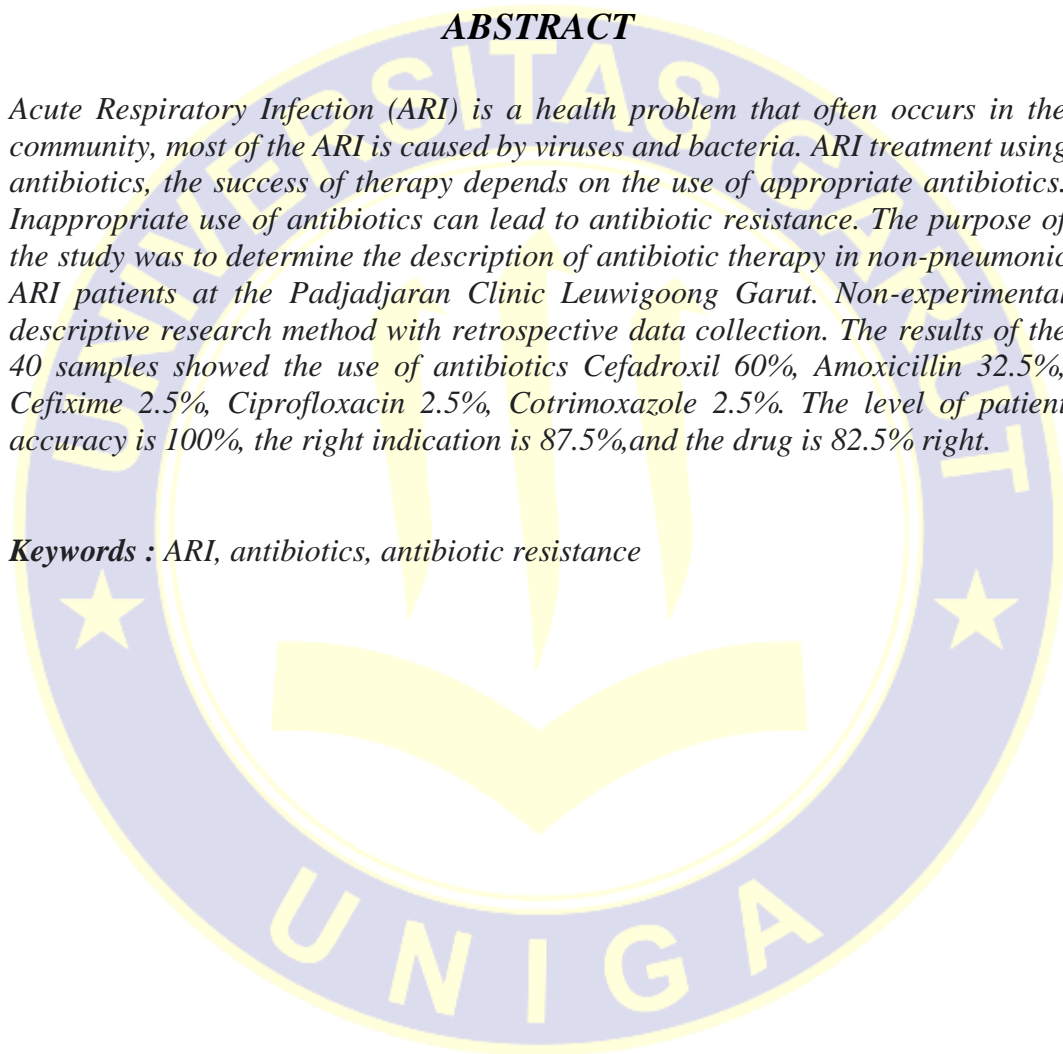 ABSTRACT
Acute Respiratory Infection (ARI) is a health problem that often occurs in the
community, most of the ARI is caused by viruses and bacteria. ARI treatment using
antibiotics, the success of therapy depends on the use of appropriate antibiotics.
Inappropriate use of antibiotics can lead to antibiotic resistance. The purpose of
the study was to determine the description of antibiotic therapy in non-pneumonic
ARI patients at the Padjadjaran Clinic Leuwigoong Garut. Non-experimental
descriptive research method with retrospective data collection. The results of the
40 samples showed the use of antibiotics Cefadroxil 60%, Amoxicillin 32.5%,
Cefixime 2.5%, Ciprofloxacin 2.5%, Cotrimoxazole 2.5%. The level of patient
accuracy is 100%, the right indication is 87.5%,and the drug is 82.5% right.
Keywords : ARI, antibiotics, antibiotic resistance
UNIVERSITAS GARUT
UNIGA